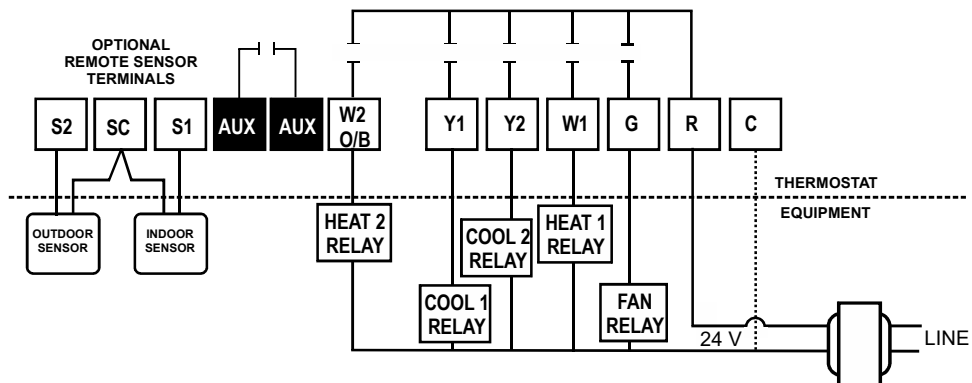 OPTIONAL
REMOTE SENSOR
TERMINALS
S2
SC
S1
AUX
AUX
W2
O/B
Y1
Y2
W1
G
R
C
THERMOSTAT
EQUIPMENT
OUTDOOR
SENSOR
INDOOR
SENSOR
HEAT 2
RELAY
COOL 2
RELAY
HEAT 1
RELAY
COOL 1
RELAY
FAN
RELAY
24 V
LINE